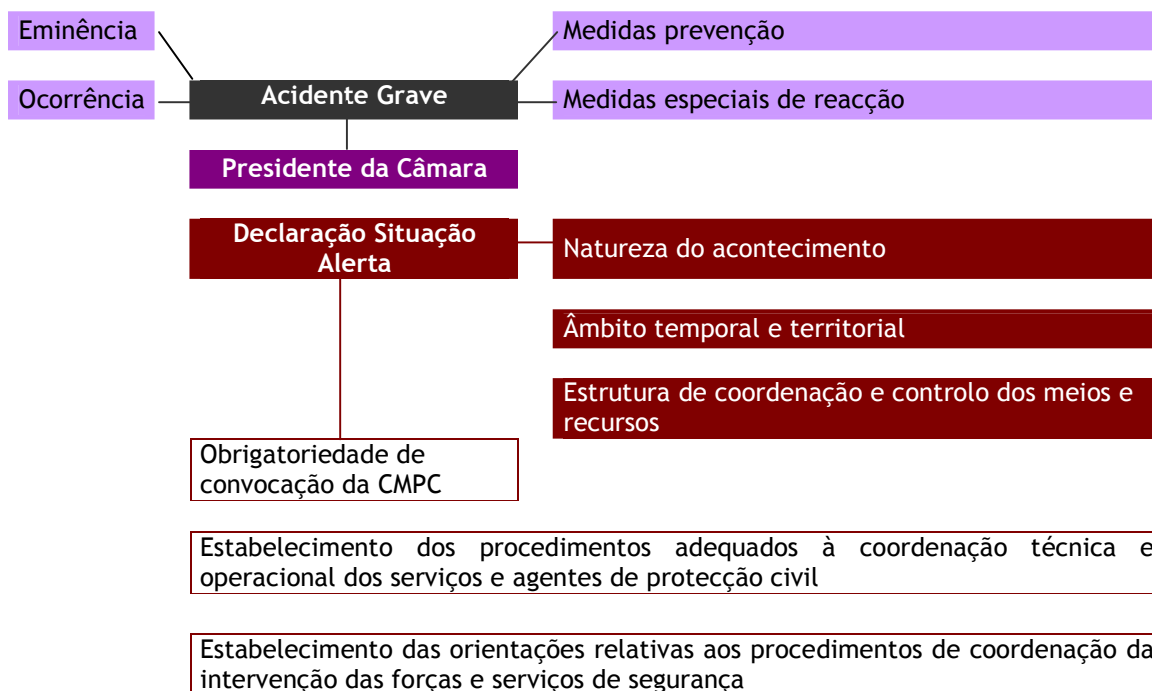 Eminência
Medidas prevenção
Ocorrência
Acidente Grave
Medidas especiais de reacção
Presidente da Câmara
Declaração Situação
Alerta
Natureza do acontecimento
Âmbito temporal e territorial
Estrutura de coordenação e controlo dos meios e
recursos
Obrigatoriedade de
convocação da CMPC
Estabelecimento dos procedimentos adequados à coordenação técnica e
operacional dos serviços e agentes de protecção civil
Estabelecimento das orientações relativas aos procedimentos de coordenação da
intervenção das forças e serviços de segurança